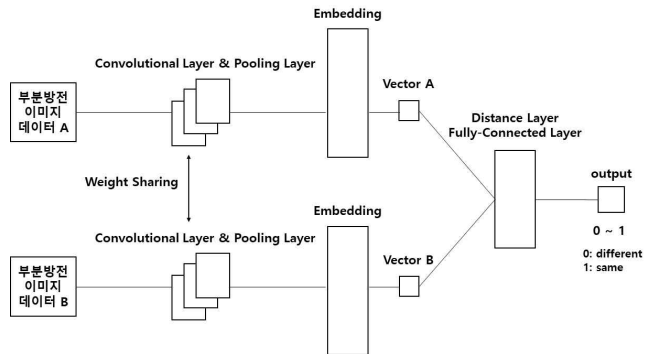 Embedding
Convolutional Layer & Pooling Layer
부분방전
이미지
데이터 A
Vector A
Distance Layer
Fully-Connected Layer
Weight Sharing
output
Embedding
0 ~ 1
Convolutional Layer & Pooling Layer
0: different
1: same
부분방전
이미지
데이터 B
Vector B